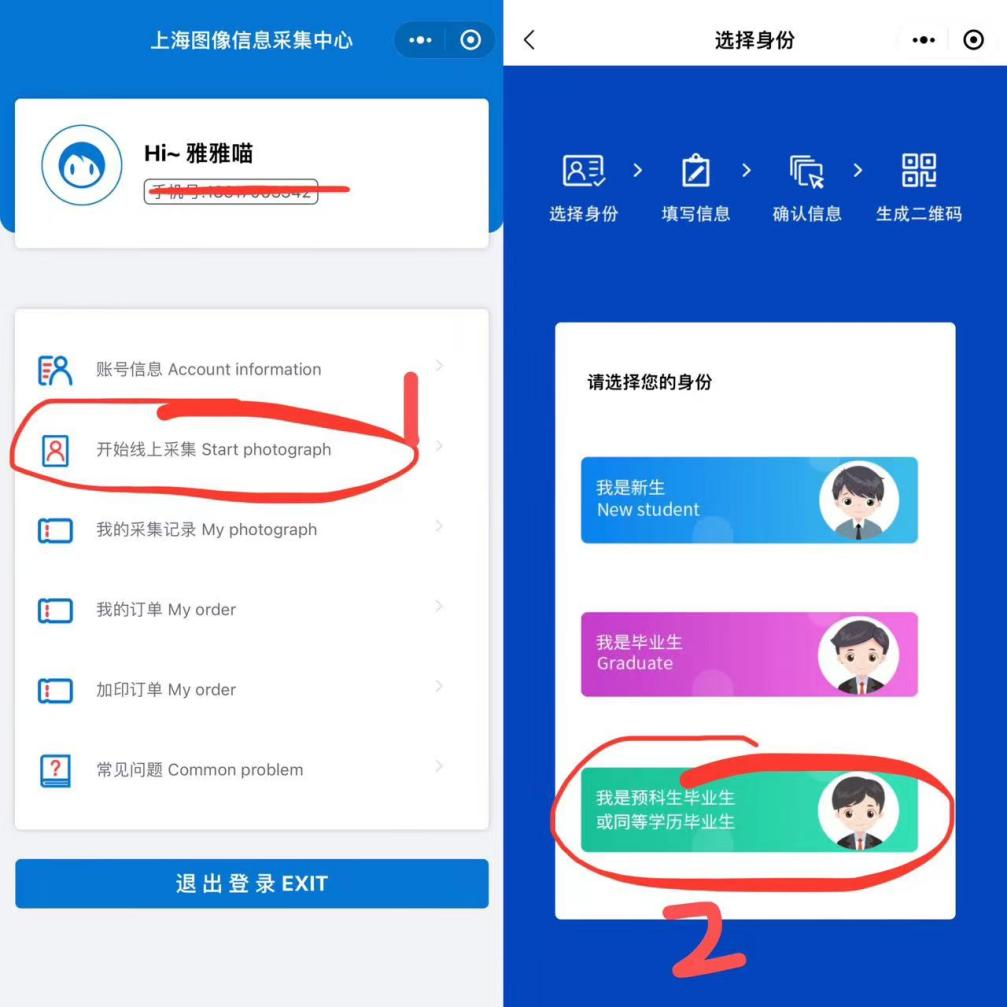 上海图像信息采集中心
Hi~ 雅雅喵
账号信息 Account information
开始线上采集 Start photograph
我的采集记录 My photograph
我的订单 My order
加印订单 My order
常见问题 Common problem
退出登录 EXIT
1
选择身份
选择身份
填写信息
确认信息
生成二维码
请选择您的身份
我是新生
New student
我是毕业生
Graduate
我是预科生毕业生
或同等学历毕业生
2